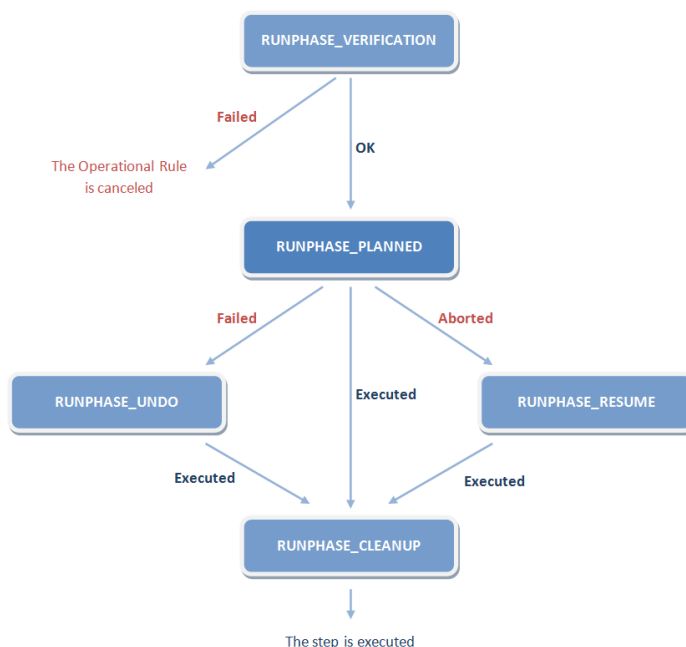 RUNPHASE_VERIFICATION
Failed
OK
The Operational Rule
is canceled
RUNPHASE_PLANNED
Failed
Aborted
Executed
RUNPHASE_UNDO
RUNPHASE_RESUME
Executed
Executed
RUNPHASE_CLEANUP
The step is executed